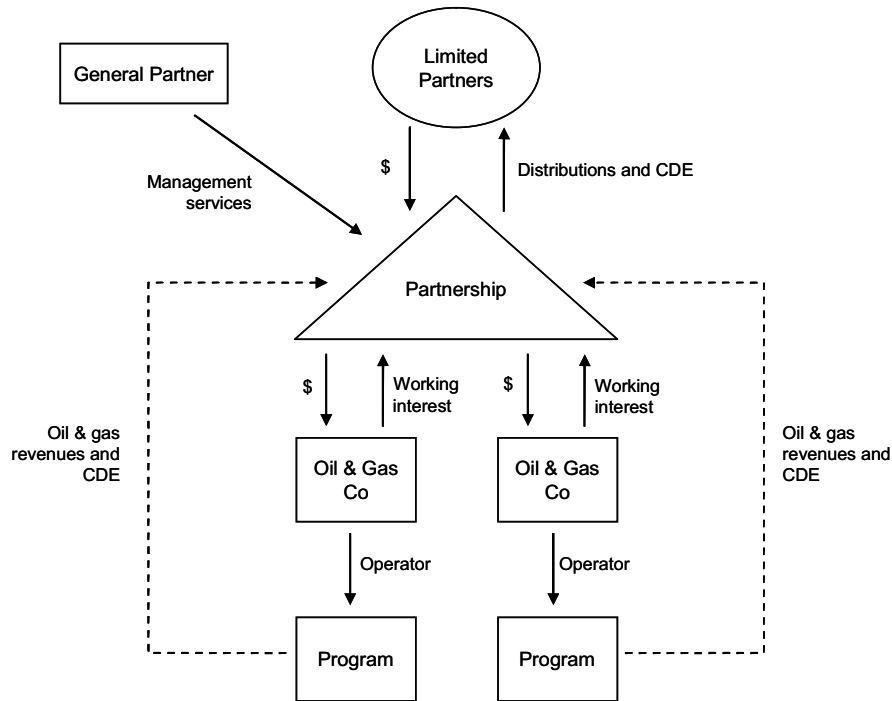 General Partner
Limited
Partners
$
Distributions and CDE
Management
services
Partnership
$
Working
interest
$
Working
interest
Oil & gas
revenues and
CDE
Oil & gas
revenues and
CDE
Oil & Gas
Co
Oil & Gas
Co
Operator
Operator
Program
Program